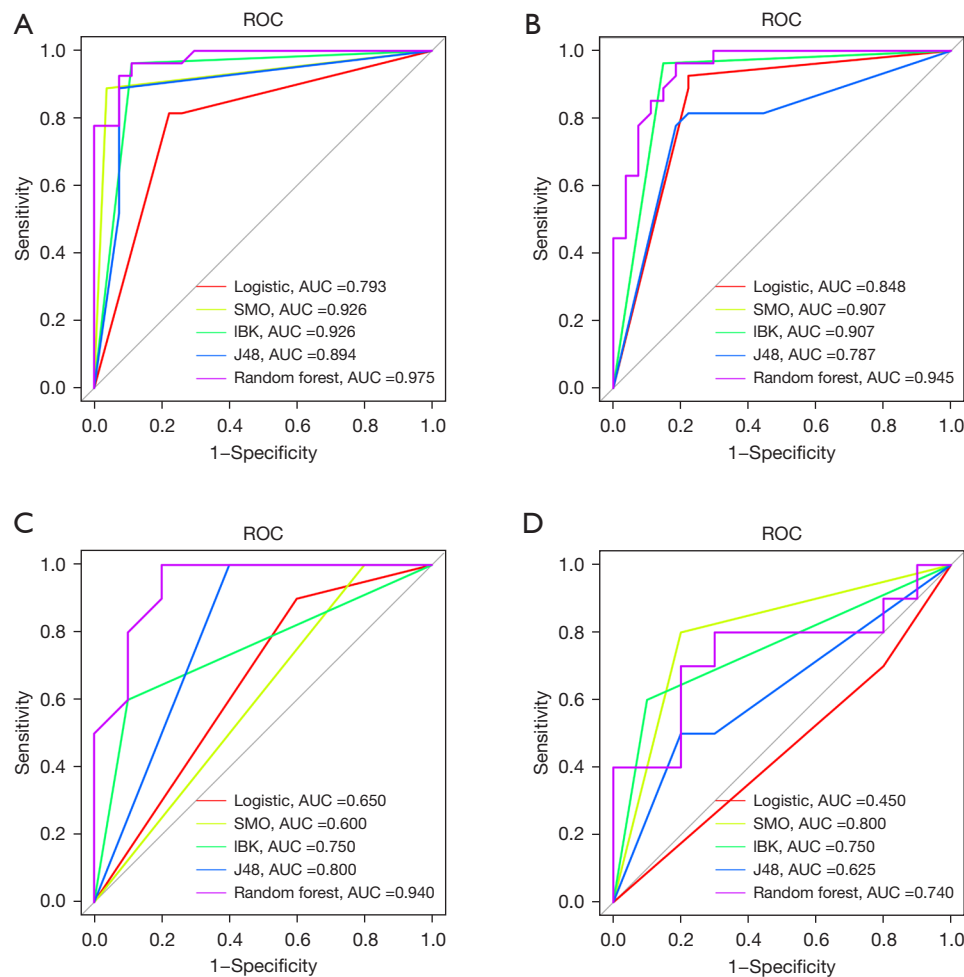 A
ROC
1.0
0.8
0.6
0.4
0.2
0.0
Sensitivity
Logistic, AUC =0.793
SMO, AUC =0.926
IBK, AUC =0.926
J48, AUC =0.894
Random forest, AUC =0.975
0.0 0.2 0.4 0.6 0.8 1.0
1–Specificity
B
ROC
1.0
0.8
0.6
0.4
0.2
0.0
Sensitivity
Logistic, AUC =0.848
SMO, AUC =0.907
IBK, AUC =0.907
J48, AUC =0.787
Random forest, AUC =0.945
0.0 0.2 0.4 0.6 0.8 1.0
1–Specificity
C
ROC
1.0
0.8
0.6
0.4
0.2
0.0
Sensitivity
Logistic, AUC =0.650
SMO, AUC =0.600
IBK, AUC =0.750
J48, AUC =0.800
Random forest, AUC =0.940
0.0 0.2 0.4 0.6 0.8 1.0
1–Specificity
D
ROC
1.0
0.8
0.6
0.4
0.2
0.0
Sensitivity
Logistic, AUC =0.450
SMO, AUC =0.800
IBK, AUC =0.750
J48, AUC =0.625
Random forest, AUC =0.740
0.0 0.2 0.4 0.6 0.8 1.0
1–Specificity